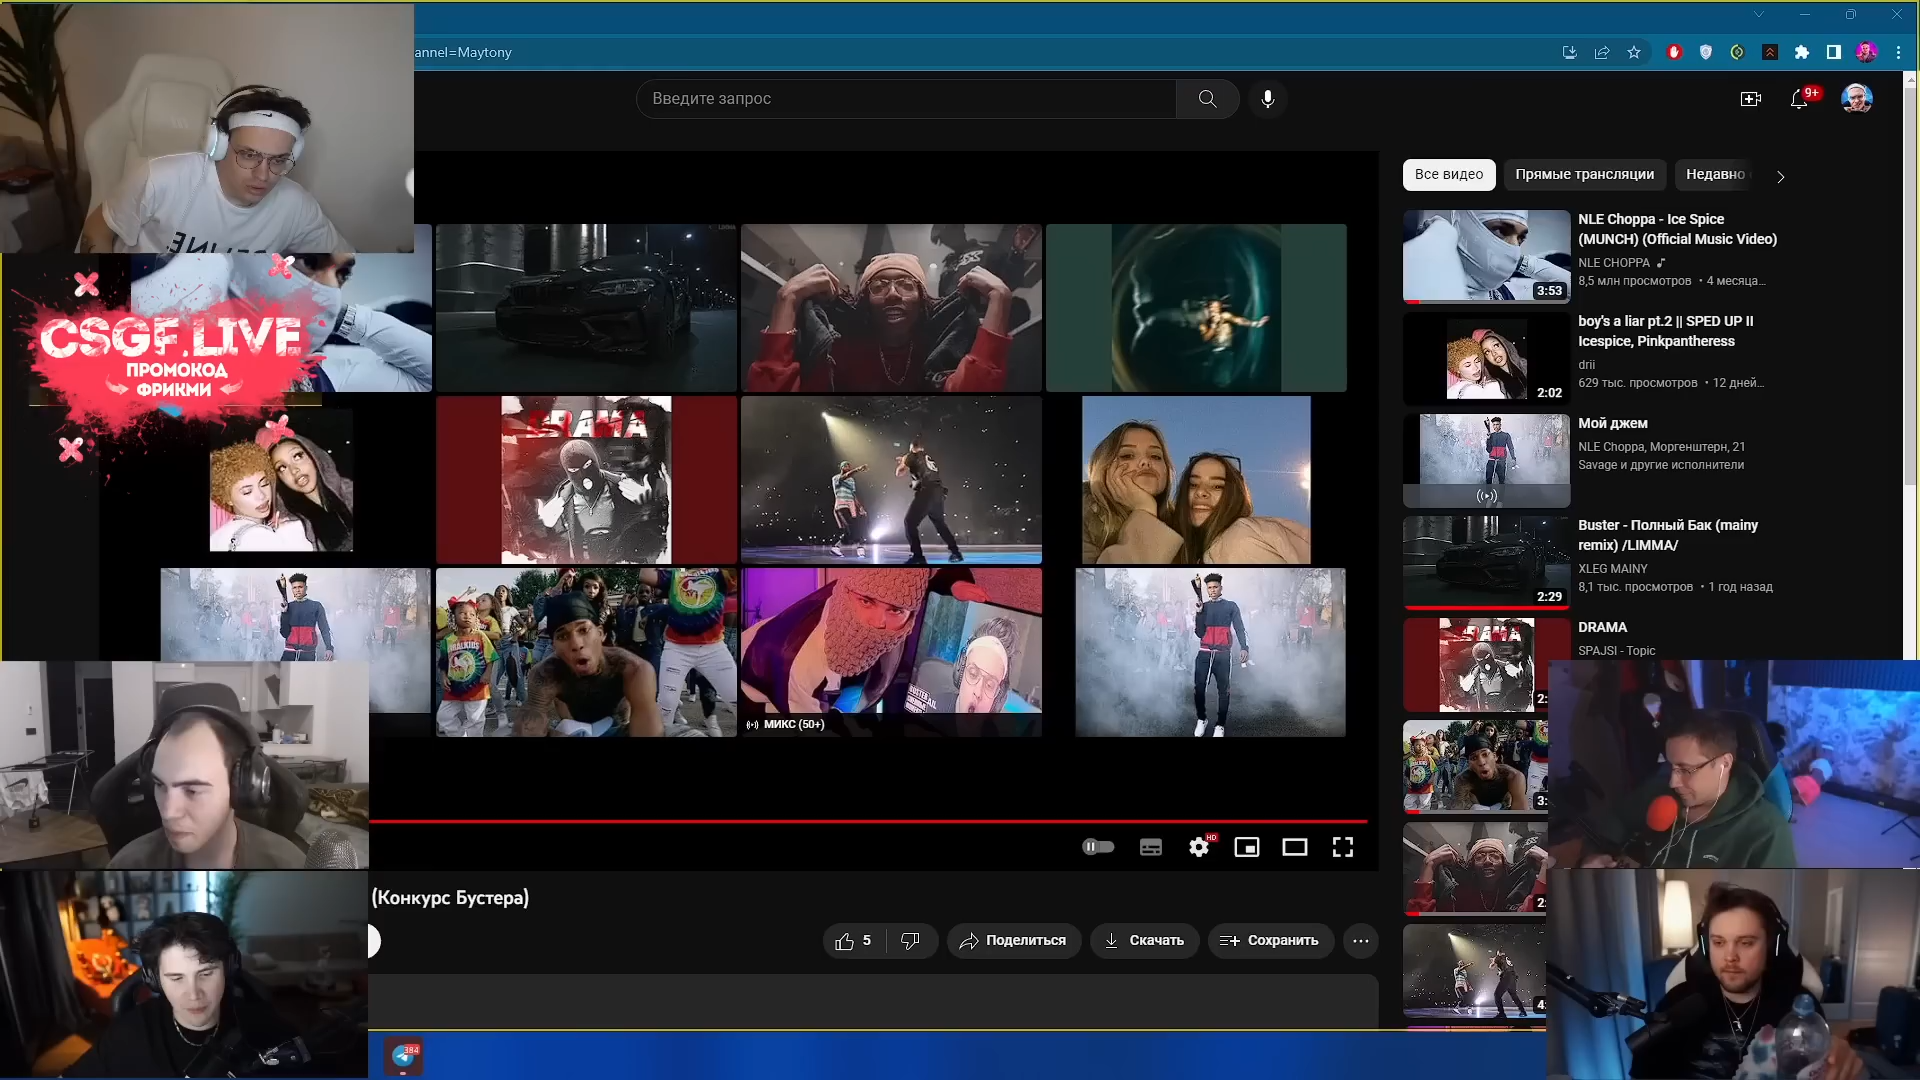 annel=Maytony
Введите запрос
9+
Все видео
Прямые трансляции
Недавно
NLE Choppa - Ice Spice
(MUNCH) (Official Music Video)
NLE CHOPPA
8,5 млн просмотров • 4 месяца...
3:53
boy's a liar pt.2 || SPED UP II
Icespice, Pinkpantheress
drii
629 тыс. просмотров • 12 дней...
2:02
Мой джем
NLE Choppa, Моргенштерн, 21
Savage и другие исполнители
Buster - Полный Бак (mainy
remix) /LIMMA/
XLEG MAINY
8,1 тыс. просмотров • 1 год назад
2:29
DRAMA
SPAJSI - Topic
CSGF.LIVE
ПРОМОКОД
ФРИКМИ
DRAMA
МИКС (50+)
HD
(Конкурс Бустера)
5
Поделиться
Скачать
Сохранить
384